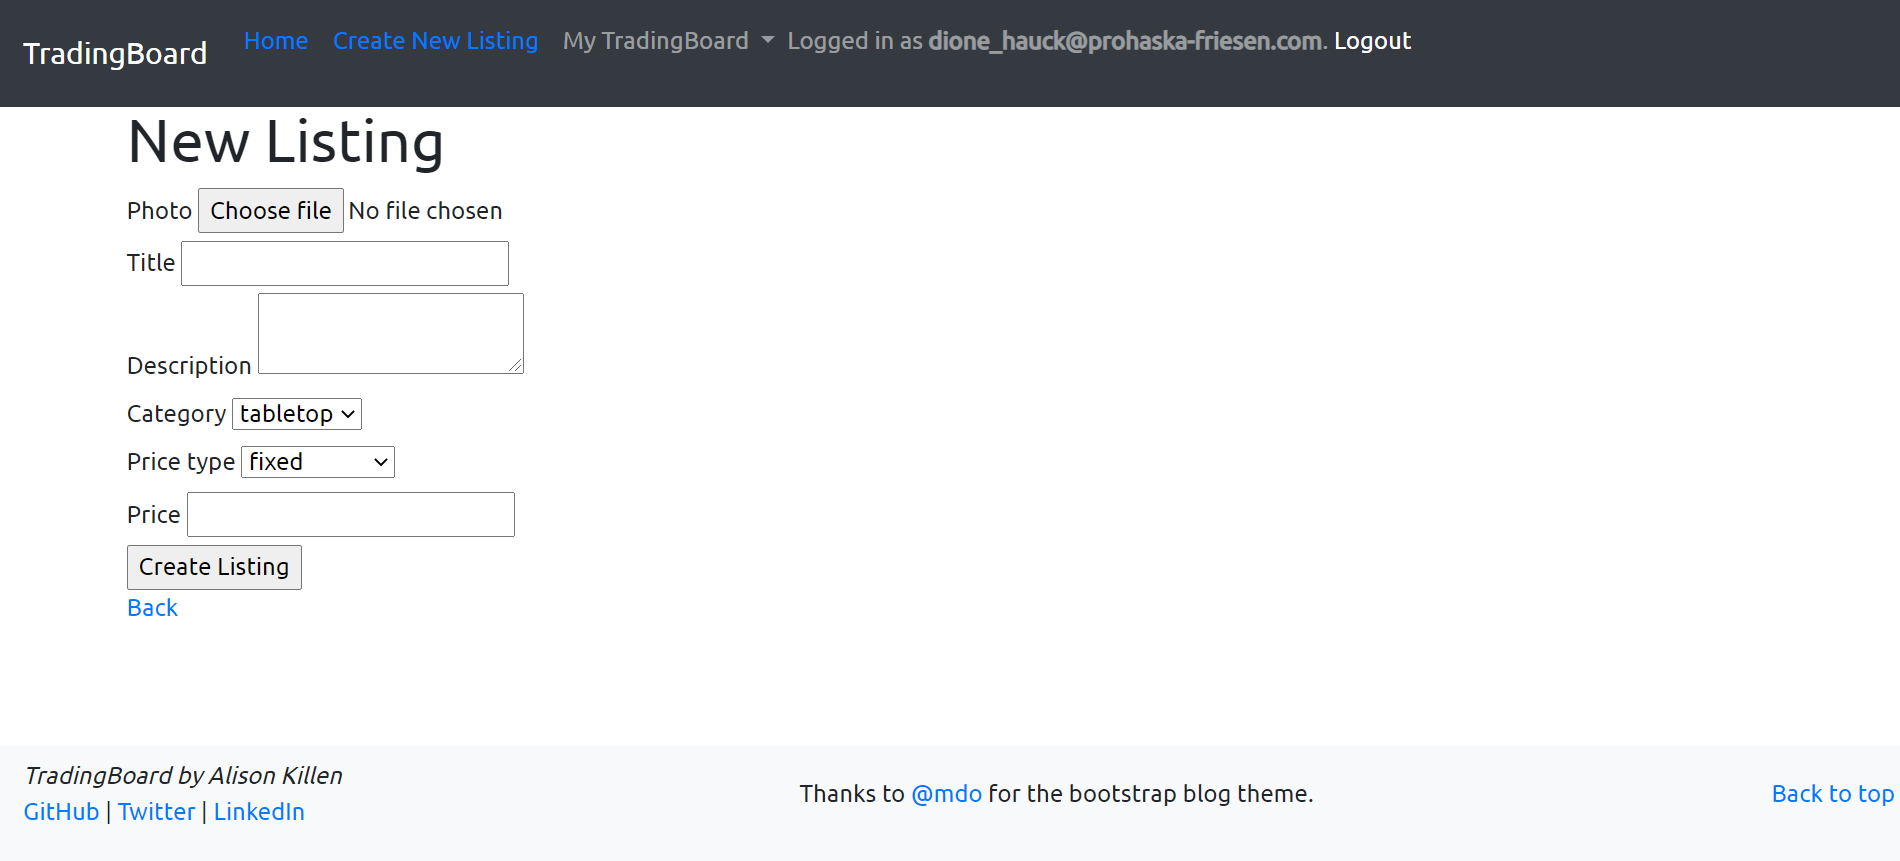 TradingBoard Home Create New Listing My TradingBoard Logged in as dione_hauck@prohaska-friesen.com. Logout
New Listing
Photo Choose file No file chosen
Title
Description
Category tabletop
Price type fixed
Price
Create Listing
Back
TradingBoard by Alison Killen
GitHub | Twitter | LinkedIn
Thanks to @mdo for the bootstrap blog theme.
Back to top